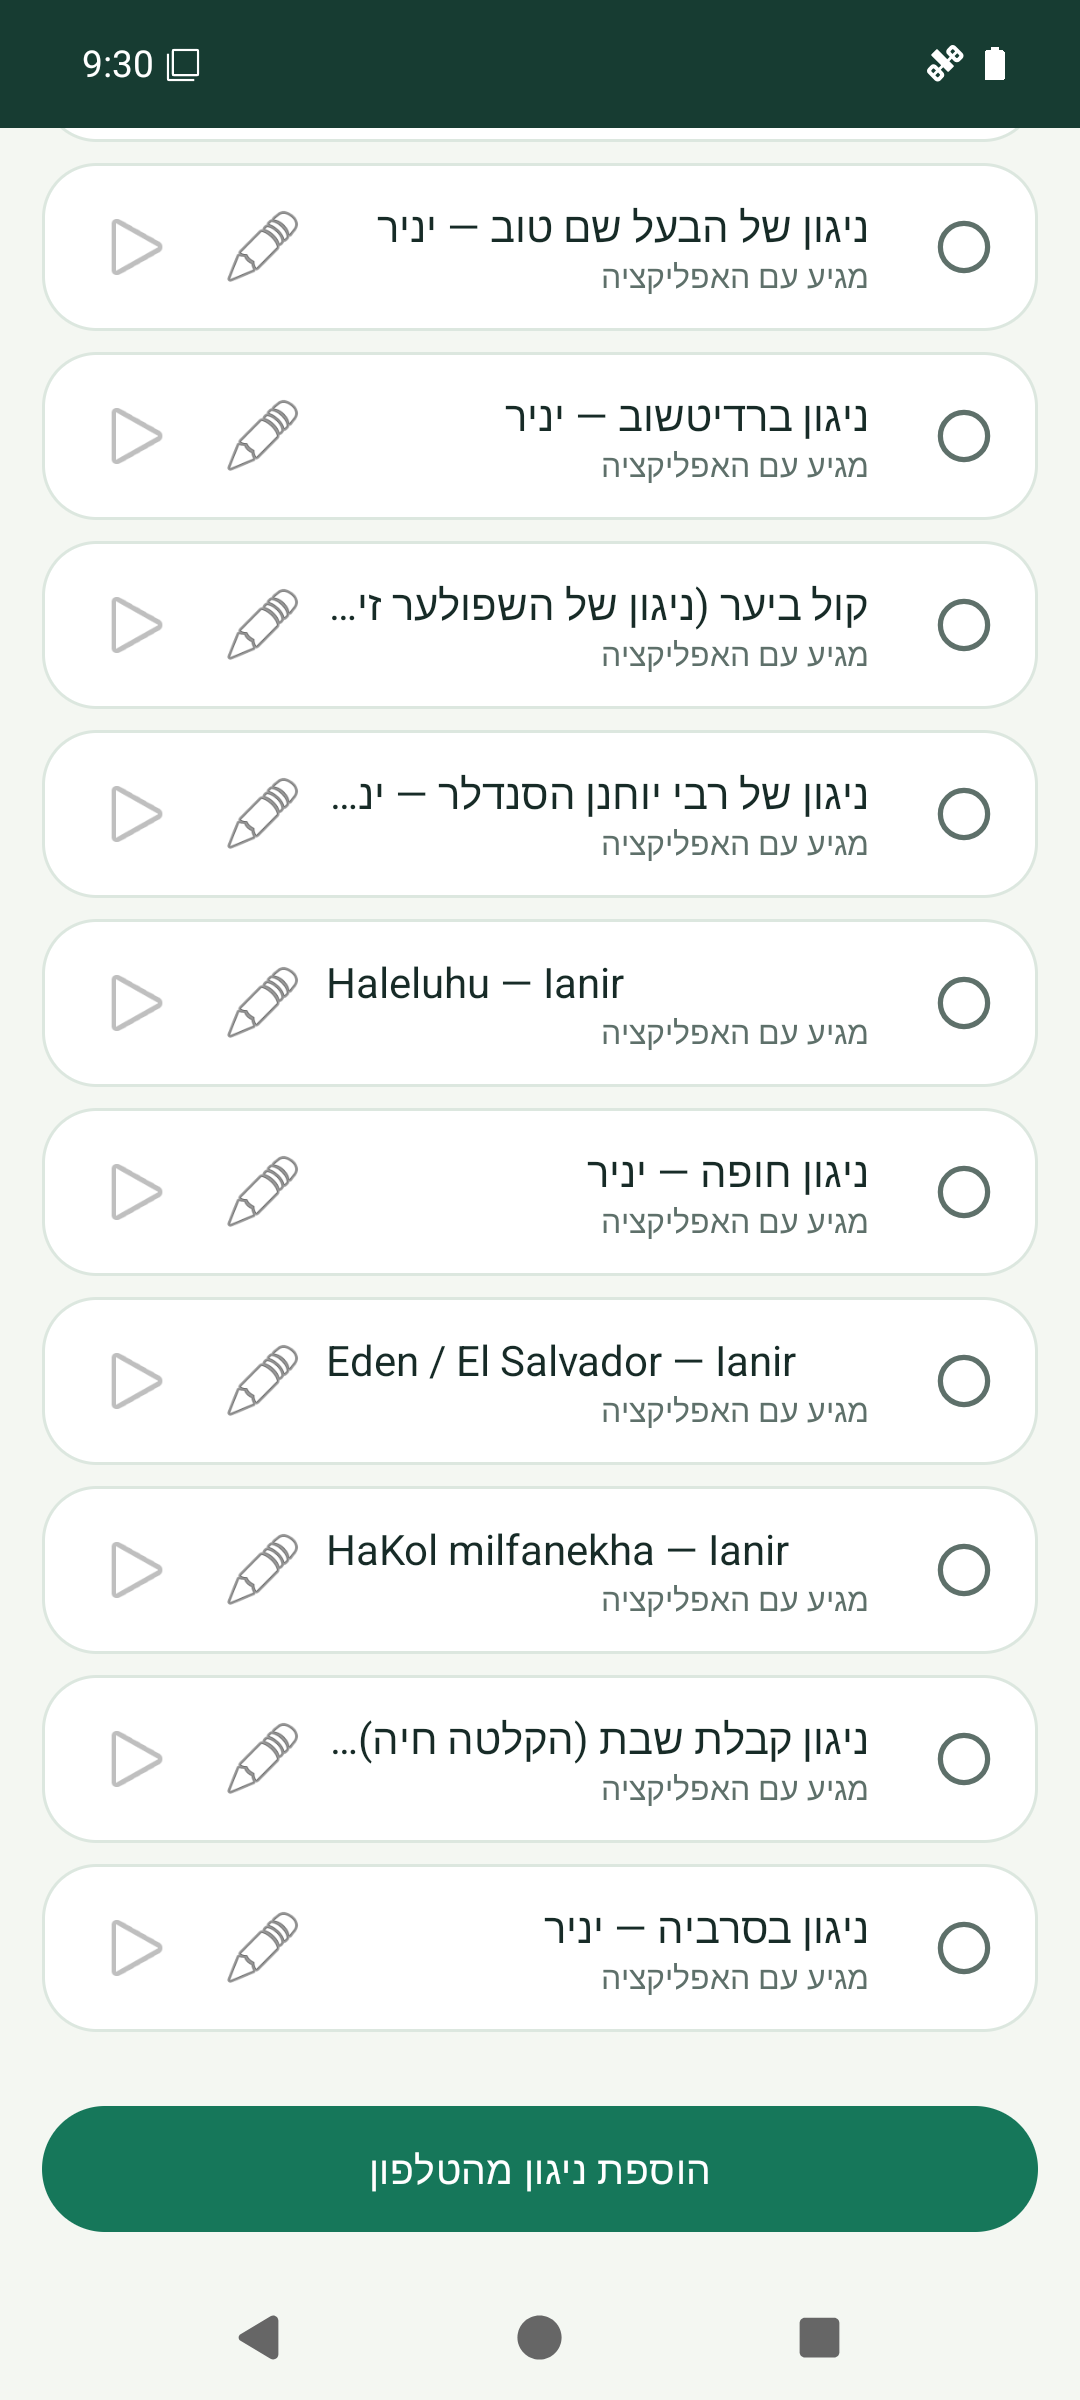 9:30
ניגון של הבעל שם טוב — יניר
מגיע עם האפליקציה
ניגון ברדיטשוב — יניר
מגיע עם האפליקציה
קול ביער (ניגון של השפולער זי...
מגיע עם האפליקציה
ניגון של רבי יוחנן הסנדלר — ינ...
מגיע עם האפליקציה
Haleluhu — Ianir
מגיע עם האפליקציה
ניגון חופה — יניר
מגיע עם האפליקציה
Eden / El Salvador — Ianir
מגיע עם האפליקציה
HaKol milfanekha — Ianir
מגיע עם האפליקציה
ניגון קבלת שבת (הקלטה חיה)...
מגיע עם האפליקציה
ניגון בסרביה — יניר
מגיע עם האפליקציה
הוספת ניגון מהטלפון